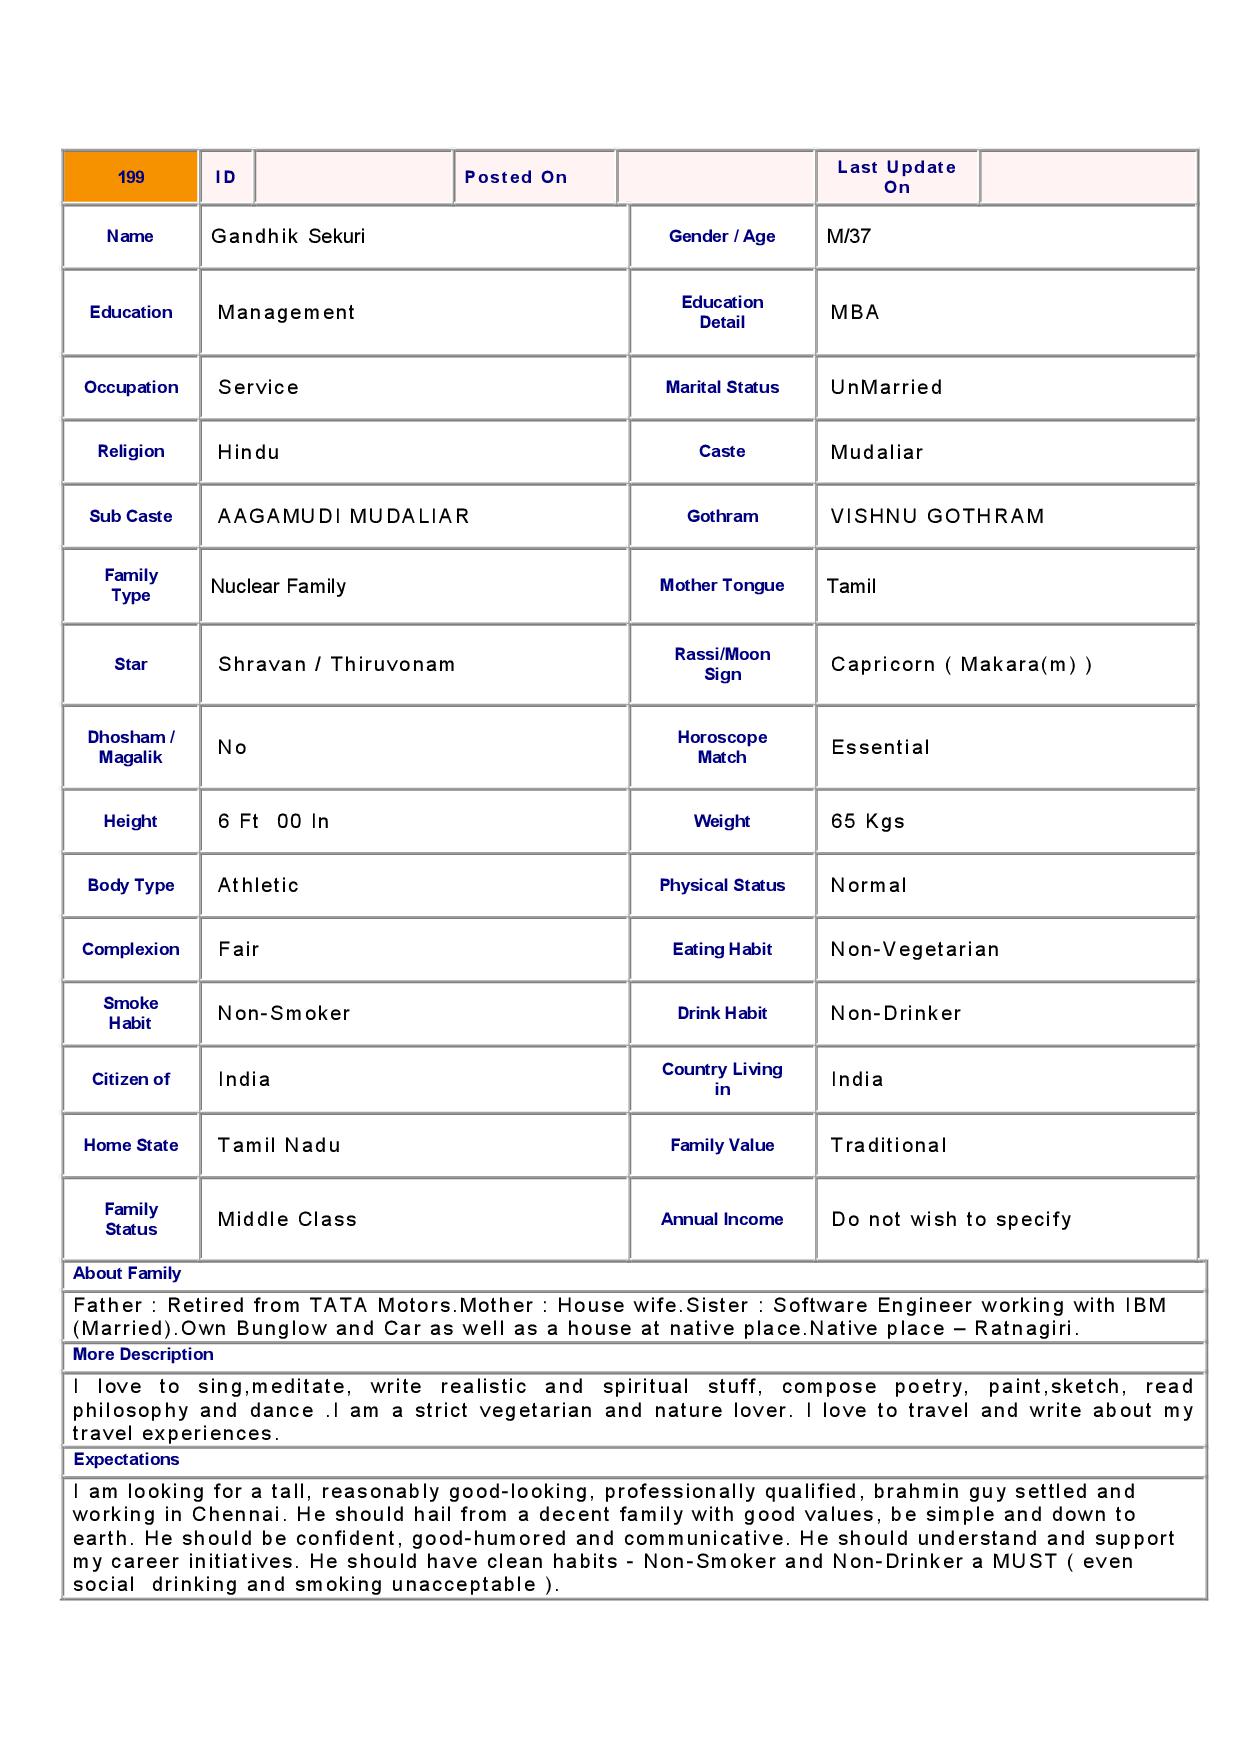 199 ID Posted On Last Update
On
Name Gandhik Sekuri Gender / Age M/37
Education Management Education
Detail MBA
Occupation Service Marital Status UnMarried
Religion Hindu Caste Mudaliar
Sub Caste AAGAMUDI MUDALIAR Gothram VISHNU GOTHRAM
Family
Type Nuclear Family Mother Tongue Tamil
Star Shravan / Thiruvonam Rassi/Moon
Sign Capricorn ( Makara(m) )
Dhosham /
Magalik No Horoscope
Match Essential
Height 6 Ft 00 In Weight 65 Kgs
Body Type Athletic Physical Status Normal
Complexion Fair Eating Habit Non-Vegetarian
Smoke
Habit Non-Smoker Drink Habit Non-Drinker
Citizen of India Country Living
in India
Home State Tamil Nadu Family Value Traditional
Family
Status Middle Class Annual Income Do not wish to specify
About Family
Father : Retired from TATA Motors.Mother : House wife.Sister : Software Engineer working with IBM
(Married).Own Bunglow and Car as well as a house at native place.Native place – Ratnagiri.
More Description
I love to sing,meditate, write realistic and spiritual stuff, compose poetry, paint,sketch, read
philosophy and dance .I am a strict vegetarian and nature lover. I love to travel and write about my
travel experiences.
Expectations
I am looking for a tall, reasonably good-looking, professionally qualified, brahmin guy settled and
working in Chennai. He should hail from a decent family with good values, be simple and down to
earth. He should be confident, good-humored and communicative. He should understand and support
my career initiatives. He should have clean habits - Non-Smoker and Non-Drinker a MUST ( even
social drinking and smoking unacceptable ).